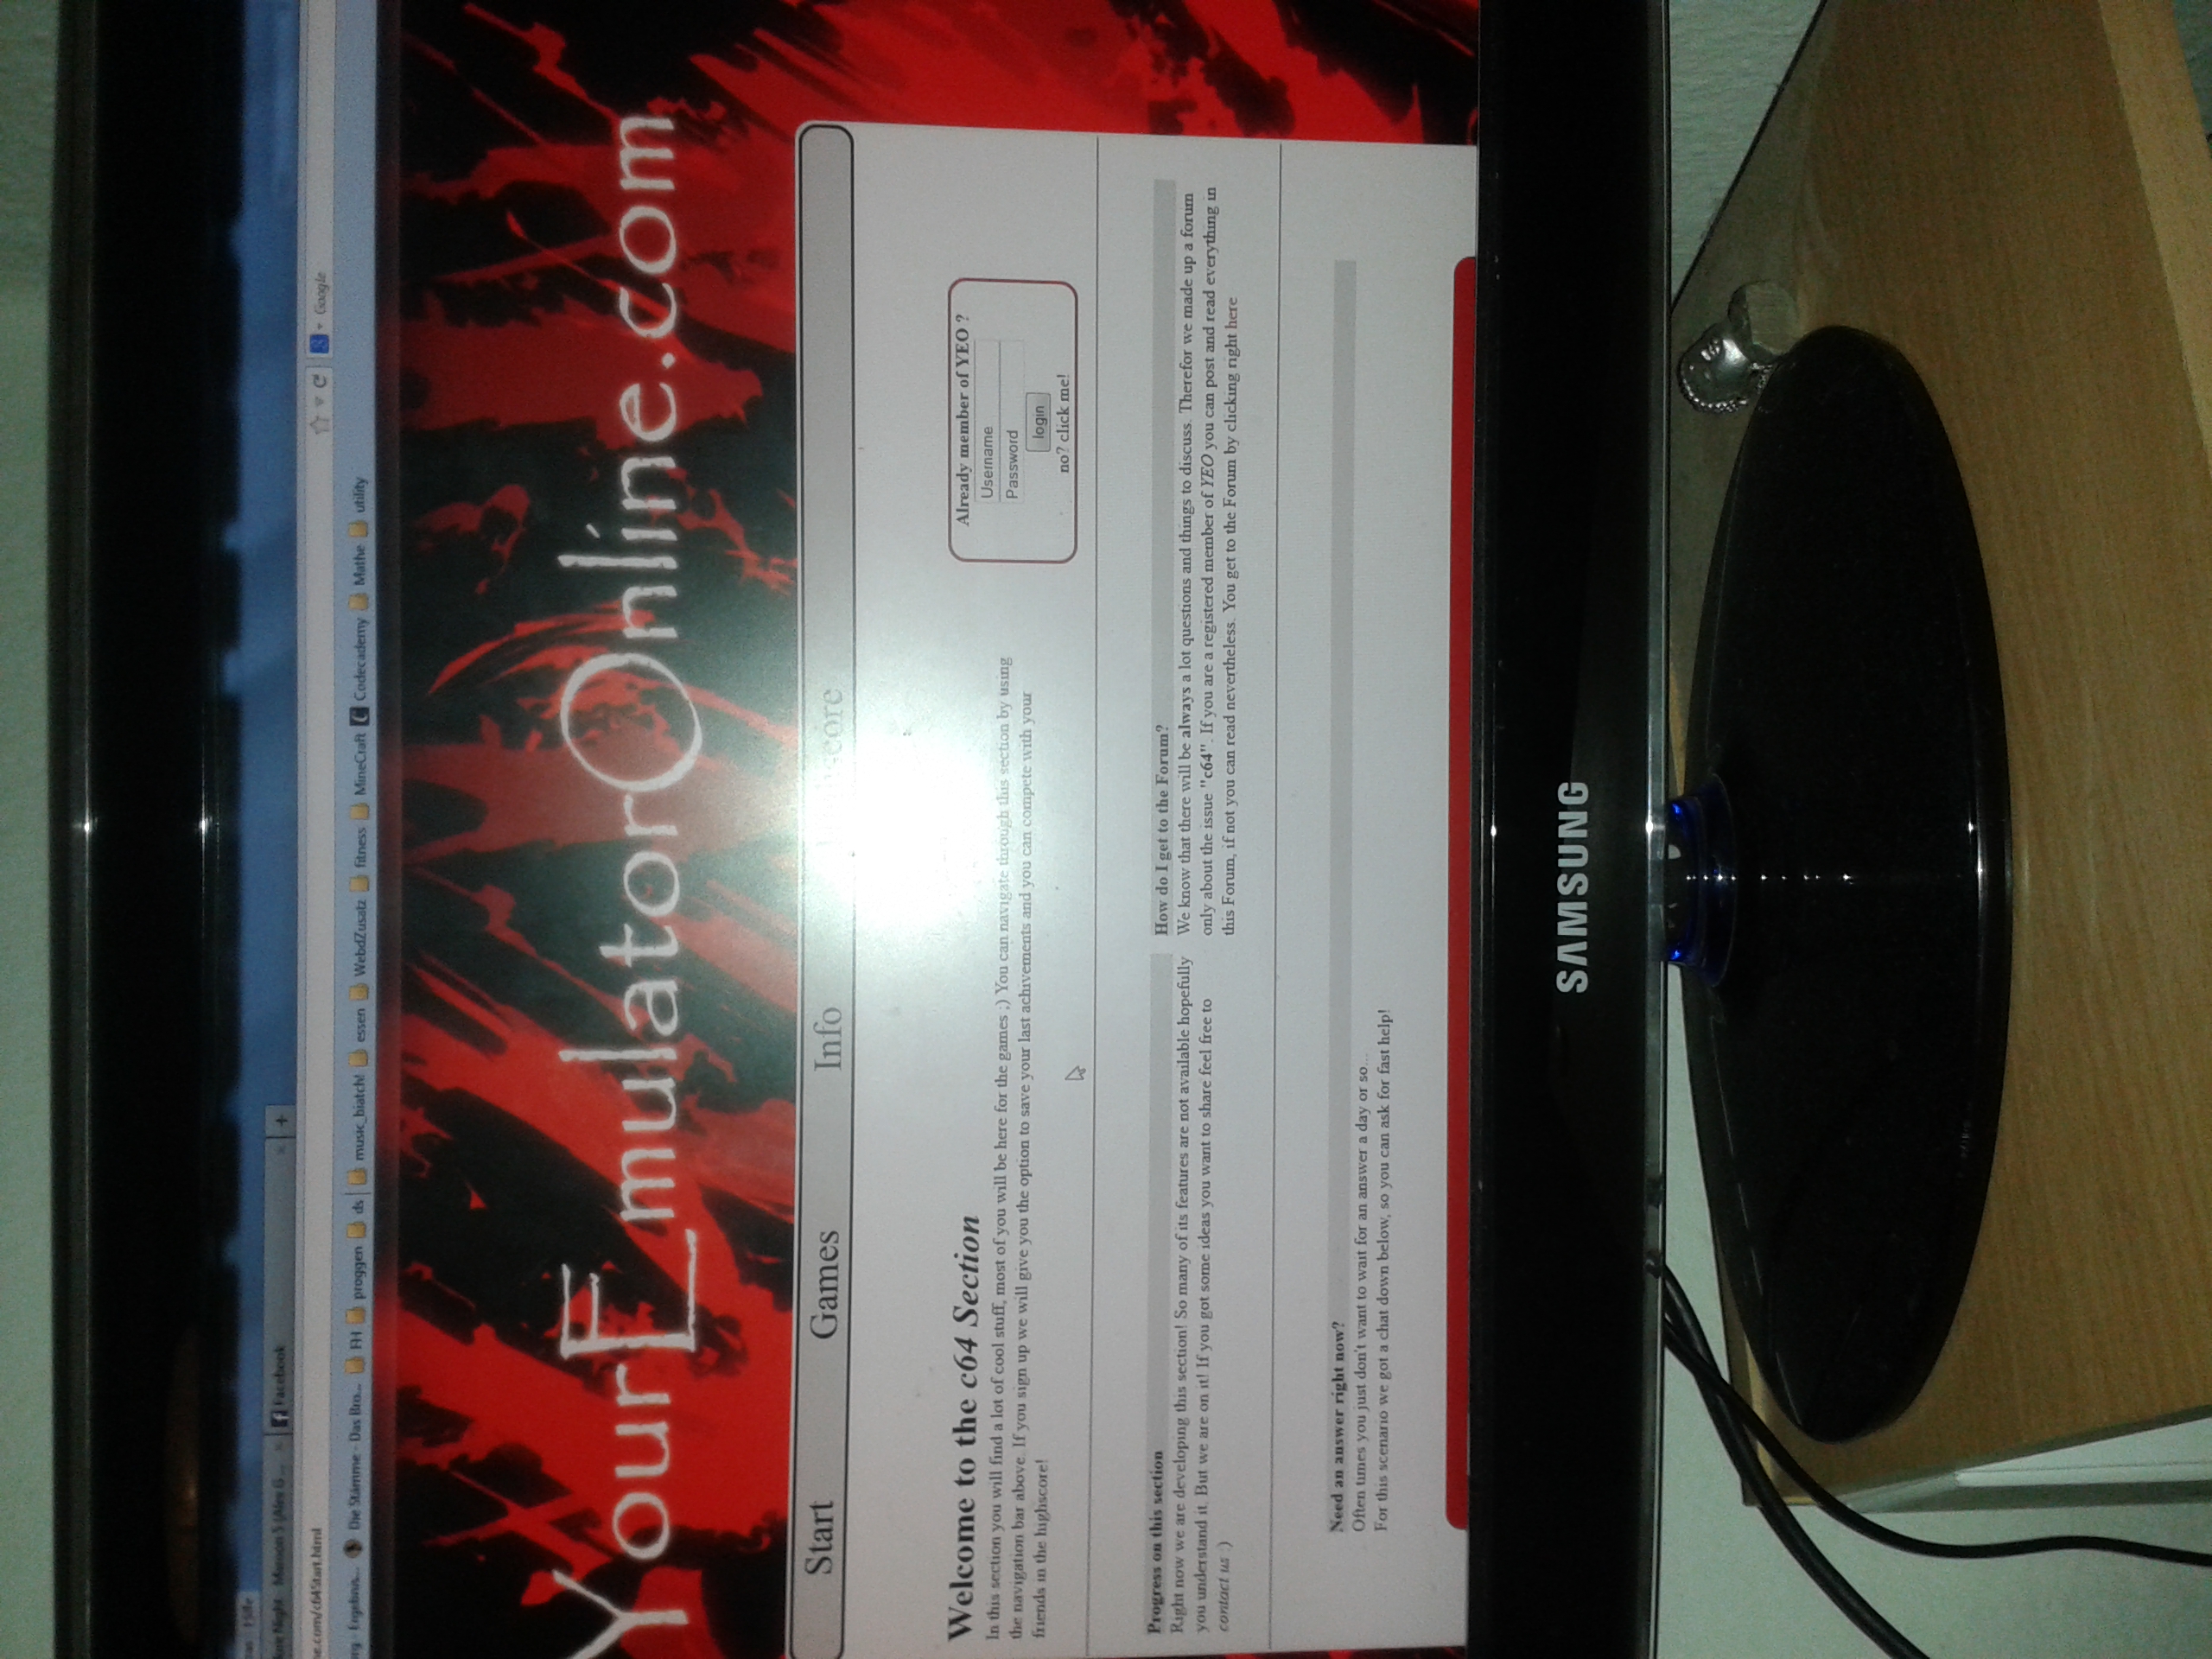 Maroon 5 (Alex G ... Facebook
ne.com/c64Start.html Google
Die Stämme - Das Bro... FH proggen ds music_biatch! essen WebdZusatz fitness MineCraft Codecademy Mathe utility
YourEmulatorOnline.com
Start Games Info
Welcome to the c64 Section
In this section you will find a lot of cool stuff, most of you will be here for the games ;) You can navigate through this section by using
the navigation bar above. If you sign up we will give you the option to save your last achivements and you can compete with your
friends in the highscore!
Already member of YEO ?
Username
Password
login
no? click me!
Progress on this section
Right now we are developing this section! So many of its features are not available hopefully
you understand it. But we are on it! If you got some ideas you want to share feel free to
contact us :)
How do I get to the Forum?
We know that there will be always a lot questions and things to discuss. Therefor we made up a forum
only about the issue "c64". If you are a registered member of YEO you can post and read everything in
this Forum, if not you can read nevertheless. You get to the Forum by clicking right here
Need an answer right now?
Often times you just don't want to wait for an answer a day or so...
For this scenario we got a chat down below, so you can ask for fast help!
SAMSUNG